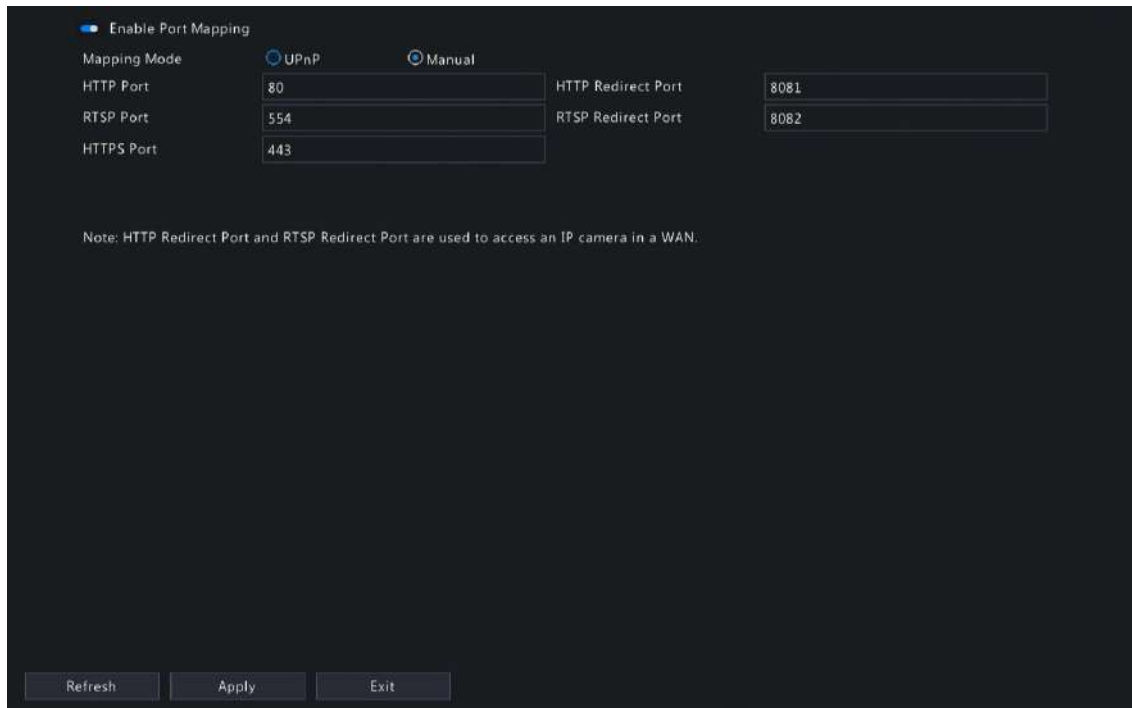 Enable Port Mapping
Mapping Mode UPnP Manual
HTTP Port 80 HTTP Redirect Port 8081
RTSP Port 554 RTSP Redirect Port 8082
HTTPS Port 443
Note: HTTP Redirect Port and RTSP Redirect Port are used to access an IP camera in a WAN.
Refresh Apply Exit